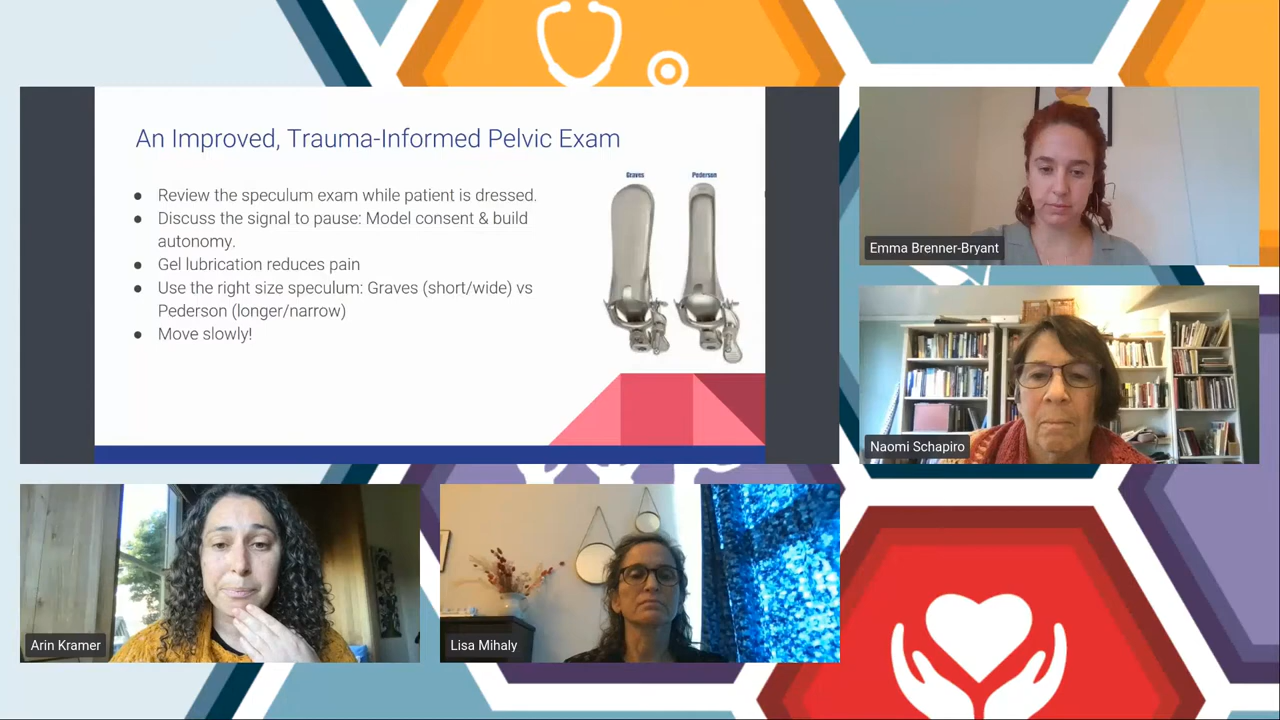 An Improved, Trauma-Informed Pelvic Exam
Graves
Pederson
● Review the speculum exam while patient is dressed.
● Discuss the signal to pause: Model consent & build
autonomy.
● Gel lubrication reduces pain
● Use the right size speculum: Graves (short/wide) vs
Pederson (longer/narrow)
● Move slowly!
Emma Brenner-Bryant
Naomi Schapiro
Arin Kramer
Lisa Mihaly